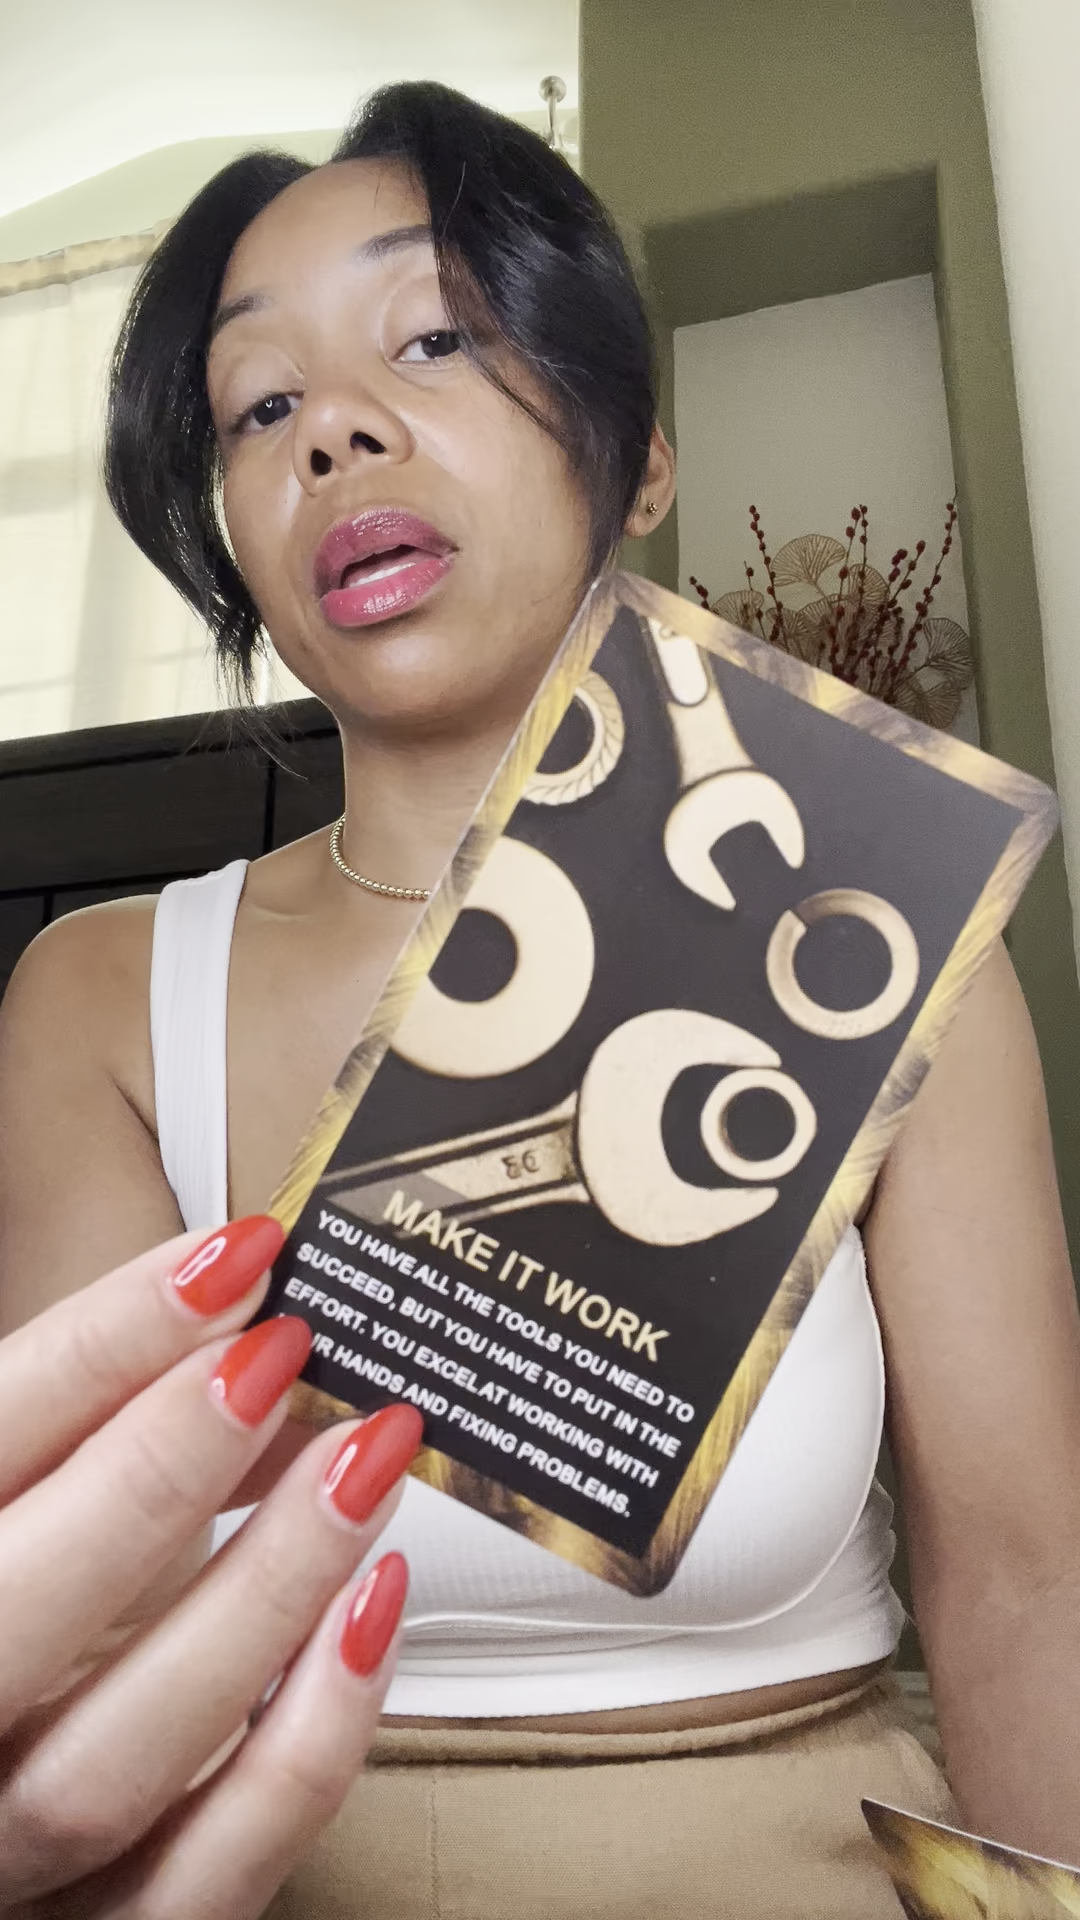 MAKE IT WORK
YOU HAVE ALL THE TOOLS YOU NEED TO
SUCCEED, BUT YOU HAVE TO PUT IN THE
EFFORT. YOU EXCEL AT WORKING WITH
YOUR HANDS AND FIXING PROBLEMS.